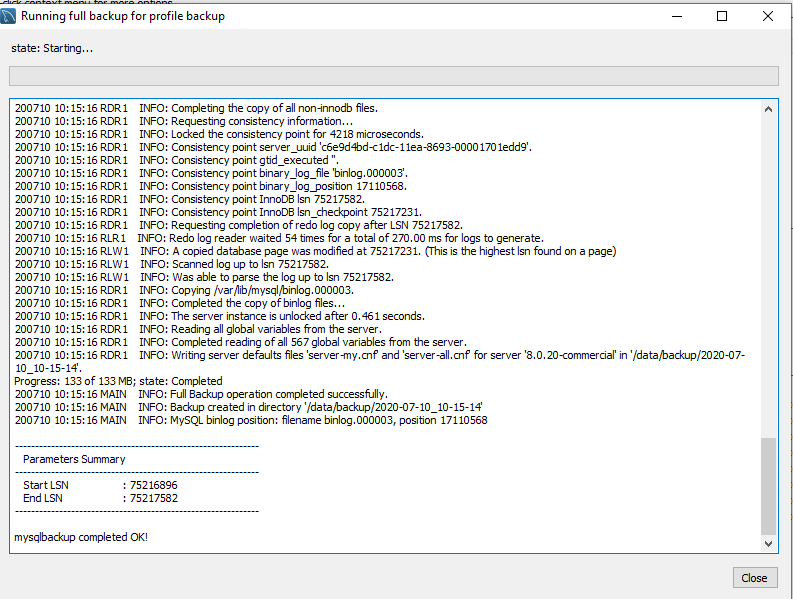 click context menu for more options
Running full backup for profile backup
state: Starting...
200710 10:15:16 RDR1 INFO: Completing the copy of all non-innodb files.
200710 10:15:16 RDR1 INFO: Requesting consistency information...
200710 10:15:16 RDR1 INFO: Locked the consistency point for 4218 microseconds.
200710 10:15:16 RDR1 INFO: Consistency point server_uuid 'c6e9d4bd-c1dc-11ea-8693-00001701edd9'.
200710 10:15:16 RDR1 INFO: Consistency point gtid_executed ''.
200710 10:15:16 RDR1 INFO: Consistency point binary_log_file 'binlog.000003'.
200710 10:15:16 RDR1 INFO: Consistency point binary_log_position 17110568.
200710 10:15:16 RDR1 INFO: Consistency point InnoDB lsn 75217582.
200710 10:15:16 RDR1 INFO: Consistency point InnoDB lsn_checkpoint 75217231.
200710 10:15:16 RDR1 INFO: Requesting completion of redo log copy after LSN 75217582.
200710 10:15:16 RLR1 INFO: Redo log reader waited 54 times for a total of 270.00 ms for logs to generate.
200710 10:15:16 RLW1 INFO: A copied database page was modified at 75217231. (This is the highest lsn found on a page)
200710 10:15:16 RLW1 INFO: Scanned log up to lsn 75217582.
200710 10:15:16 RLW1 INFO: Was able to parse the log up to lsn 75217582.
200710 10:15:16 RDR1 INFO: Copying /var/lib/mysql/binlog.000003.
200710 10:15:16 RDR1 INFO: Completed the copy of binlog files...
200710 10:15:16 RDR1 INFO: The server instance is unlocked after 0.461 seconds.
200710 10:15:16 RDR1 INFO: Reading all global variables from the server.
200710 10:15:16 RDR1 INFO: Completed reading of all 567 global variables from the server.
200710 10:15:16 RDR1 INFO: Writing server defaults files 'server-my.cnf' and 'server-all.cnf' for server '8.0.20-commercial' in '/data/backup/2020-07-
10_10-15-14'.
Progress: 133 of 133 MB; state: Completed
200710 10:15:16 MAIN INFO: Full Backup operation completed successfully.
200710 10:15:16 MAIN INFO: Backup created in directory '/data/backup/2020-07-10_10-15-14'
200710 10:15:16 MAIN INFO: MySQL binlog position: filename binlog.000003, position 17110568
-------------------------------------------------------------
Parameters Summary
-------------------------------------------------------------
Start LSN : 75216896
End LSN : 75217582
-------------------------------------------------------------
mysqlbackup completed OK!
Close